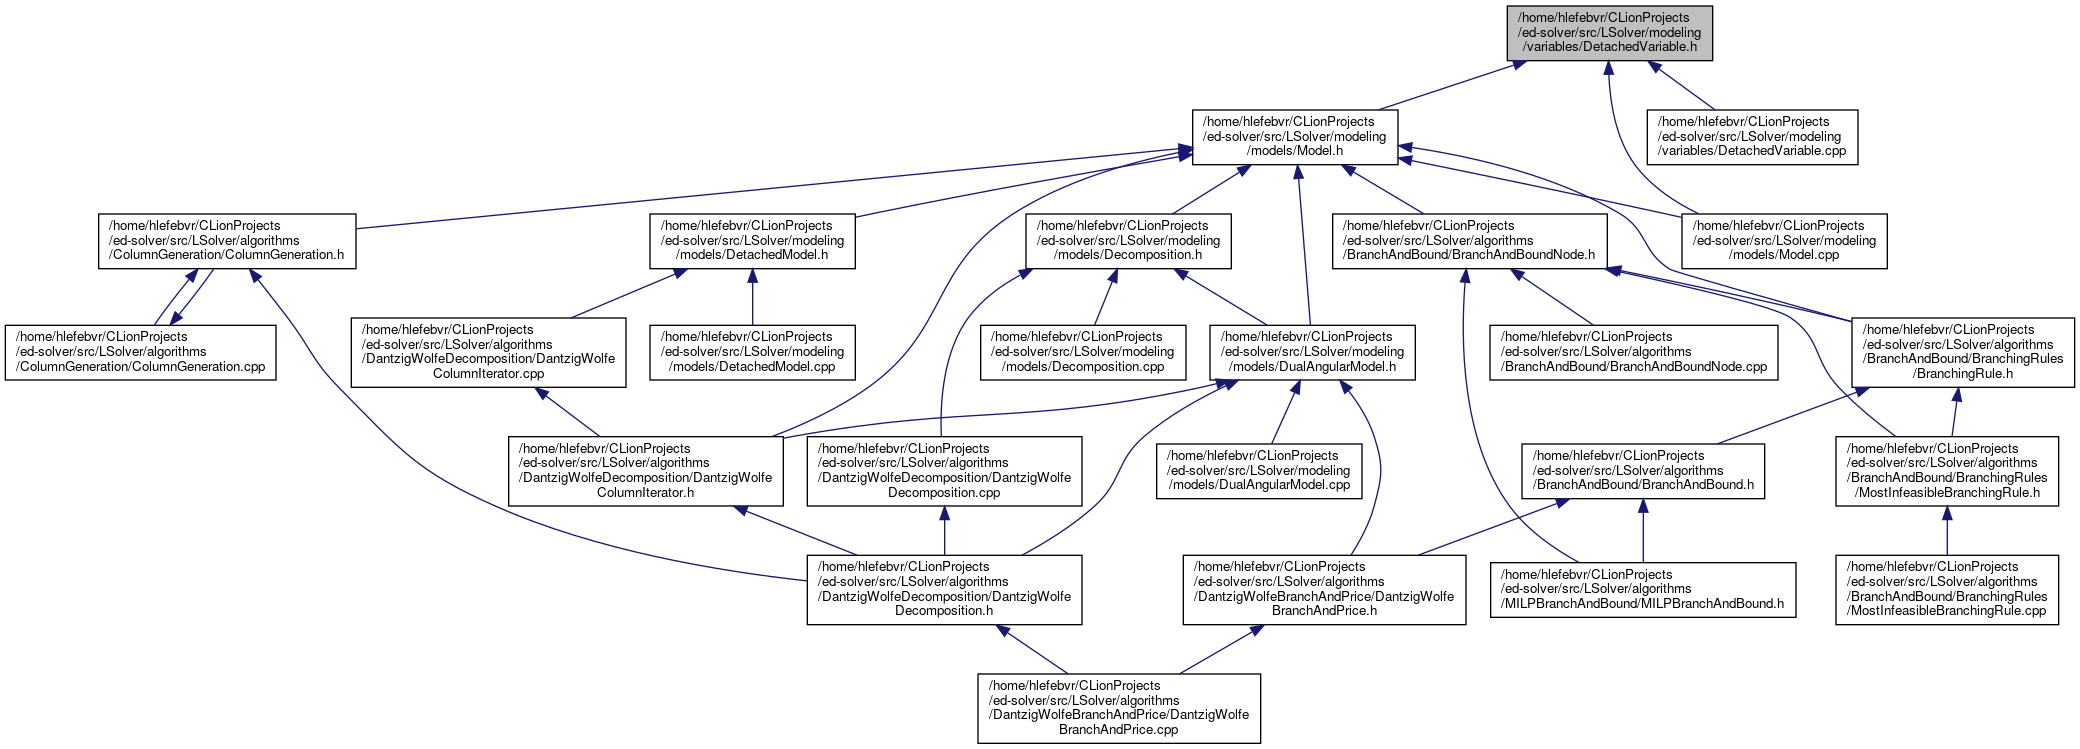 /home/hlefebvr/CLionProjects
/ed-solver/src/LSolver/modeling
/variables/DetachedVariable.h
/home/hlefebvr/CLionProjects
/ed-solver/src/LSolver/modeling
/models/Model.h
/home/hlefebvr/CLionProjects
/ed-solver/src/LSolver/modeling
/variables/DetachedVariable.cpp
/home/hlefebvr/CLionProjects
/ed-solver/src/LSolver/algorithms
/ColumnGeneration/ColumnGeneration.h
/home/hlefebvr/CLionProjects
/ed-solver/src/LSolver/modeling
/models/DetachedModel.h
/home/hlefebvr/CLionProjects
/ed-solver/src/LSolver/modeling
/models/Decomposition.h
/home/hlefebvr/CLionProjects
/ed-solver/src/LSolver/algorithms
/BranchAndBound/BranchAndBoundNode.h
/home/hlefebvr/CLionProjects
/ed-solver/src/LSolver/modeling
/models/Model.cpp
/home/hlefebvr/CLionProjects
/ed-solver/src/LSolver/algorithms
/ColumnGeneration/ColumnGeneration.cpp
/home/hlefebvr/CLionProjects
/ed-solver/src/LSolver/algorithms
/DantzigWolfeDecomposition/DantzigWolfe
ColumnIterator.cpp
/home/hlefebvr/CLionProjects
/ed-solver/src/LSolver/modeling
/models/DetachedModel.cpp
/home/hlefebvr/CLionProjects
/ed-solver/src/LSolver/modeling
/models/Decomposition.cpp
/home/hlefebvr/CLionProjects
/ed-solver/src/LSolver/modeling
/models/DualAngularModel.h
/home/hlefebvr/CLionProjects
/ed-solver/src/LSolver/algorithms
/BranchAndBound/BranchAndBoundNode.cpp
/home/hlefebvr/CLionProjects
/ed-solver/src/LSolver/algorithms
/BranchAndBound/BranchingRules
/BranchingRule.h
/home/hlefebvr/CLionProjects
/ed-solver/src/LSolver/algorithms
/DantzigWolfeDecomposition/DantzigWolfe
ColumnIterator.h
/home/hlefebvr/CLionProjects
/ed-solver/src/LSolver/algorithms
/DantzigWolfeDecomposition/DantzigWolfe
Decomposition.cpp
/home/hlefebvr/CLionProjects
/ed-solver/src/LSolver/modeling
/models/DualAngularModel.cpp
/home/hlefebvr/CLionProjects
/ed-solver/src/LSolver/algorithms
/BranchAndBound/BranchAndBound.h
/home/hlefebvr/CLionProjects
/ed-solver/src/LSolver/algorithms
/BranchAndBound/BranchingRules
/MostInfeasibleBranchingRule.h
/home/hlefebvr/CLionProjects
/ed-solver/src/LSolver/algorithms
/DantzigWolfeDecomposition/DantzigWolfe
Decomposition.h
/home/hlefebvr/CLionProjects
/ed-solver/src/LSolver/algorithms
/DantzigWolfeBranchAndPrice/DantzigWolfe
BranchAndPrice.h
/home/hlefebvr/CLionProjects
/ed-solver/src/LSolver/algorithms
/MILPBranchAndBound/MILPBranchAndBound.h
/home/hlefebvr/CLionProjects
/ed-solver/src/LSolver/algorithms
/BranchAndBound/BranchingRules
/MostInfeasibleBranchingRule.cpp
/home/hlefebvr/CLionProjects
/ed-solver/src/LSolver/algorithms
/DantzigWolfeBranchAndPrice/DantzigWolfe
BranchAndPrice.cpp